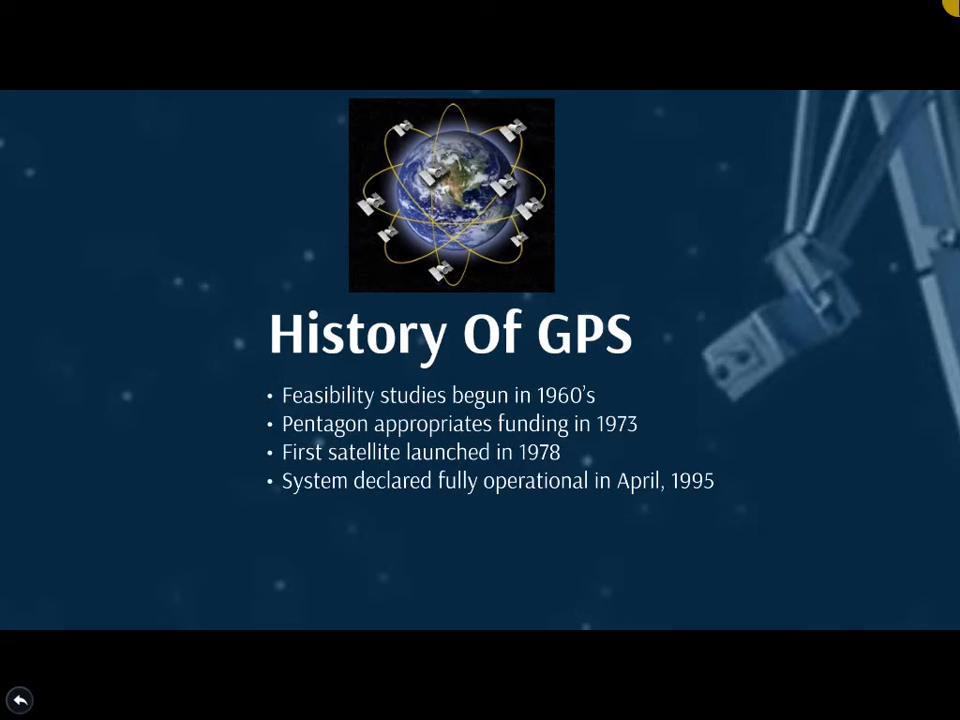 History Of GPS
• Feasibility studies begun in 1960’s
• Pentagon appropriates funding in 1973
• First satellite launched in 1978
• System declared fully operational in April, 1995